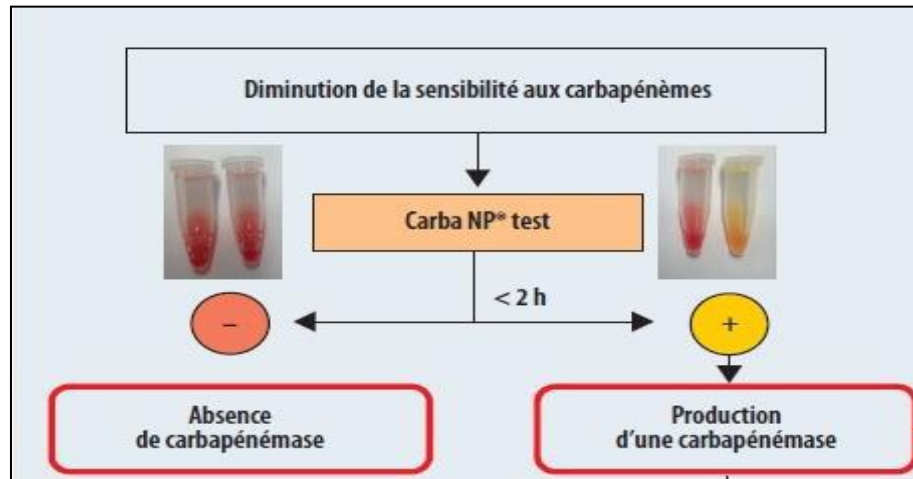 Diminution de la sensibilité aux carbapénèmes
Carba NP* test
< 2 h
–
+
Absence
de carbapénémase
Production
d'une carbapénémase